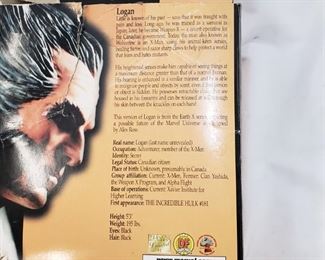 Logan
Little is known of his past — save that it was fraught with
pain and loss. Long ago, he was trained as a samurai in
Japan; later, he became Weapon X — a covert operative for
the Canadian government. Today, the man also known as
Wolverine is an X-Man, using his animal keen senses,
healing factor and razor sharp claws to help protect a world
that fears and hates mutants.
His heightened senses make him capable of seeing things at
a maximum distance greater than that of a normal human.
His hearing is enhanced in a similar manner, and he is able
to recognize people and objects by scent, even if that person
or object is hidden. He possesses retractable claws that are
housed in his forearms and can be released through his skin
between the knuckles on each hand.
This version of Logan is from the Earth X series, depicting
a possible future of the Marvel Universe as designed
by Alex Ross.
Real name: Logan (last name unrevealed)
Occupation: Adventurer; member of the X-Men
Identity: Secret
Legal Status: Canadian citizen
Place of birth: Unknown, presumably in Canada
Group affiliation: Current: X-Men, Former: Clan Yashida,
the Weapon X Program, and Alpha Flight
Base of operations: Current: Xavier Institute for
Higher Learning
First appearance: THE INCREDIBLE HULK #181
Height: 5'3"
Weight: 195 lbs.
Eyes: Black
Hair: Black
DF